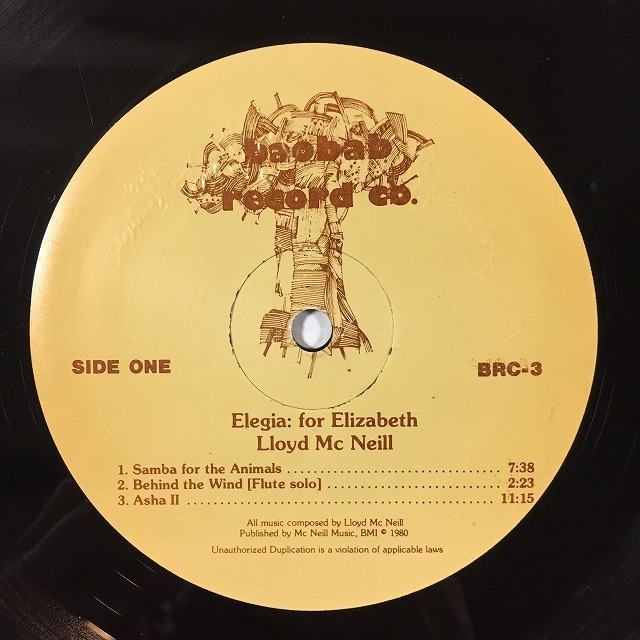 baobab
record co.
SIDE ONE
BRC-3
Elegia: for Elizabeth
Lloyd Mc Neill
1. Samba for the Animals ................................ 7:38
2. Behind the Wind [Flute solo] .......................... 2:23
3. Asha II ................................................ 11:15
All music composed by Lloyd Mc Neill
Published by Mc Neill Music, BMI © 1980
Unauthorized Duplication is a violation of applicable laws